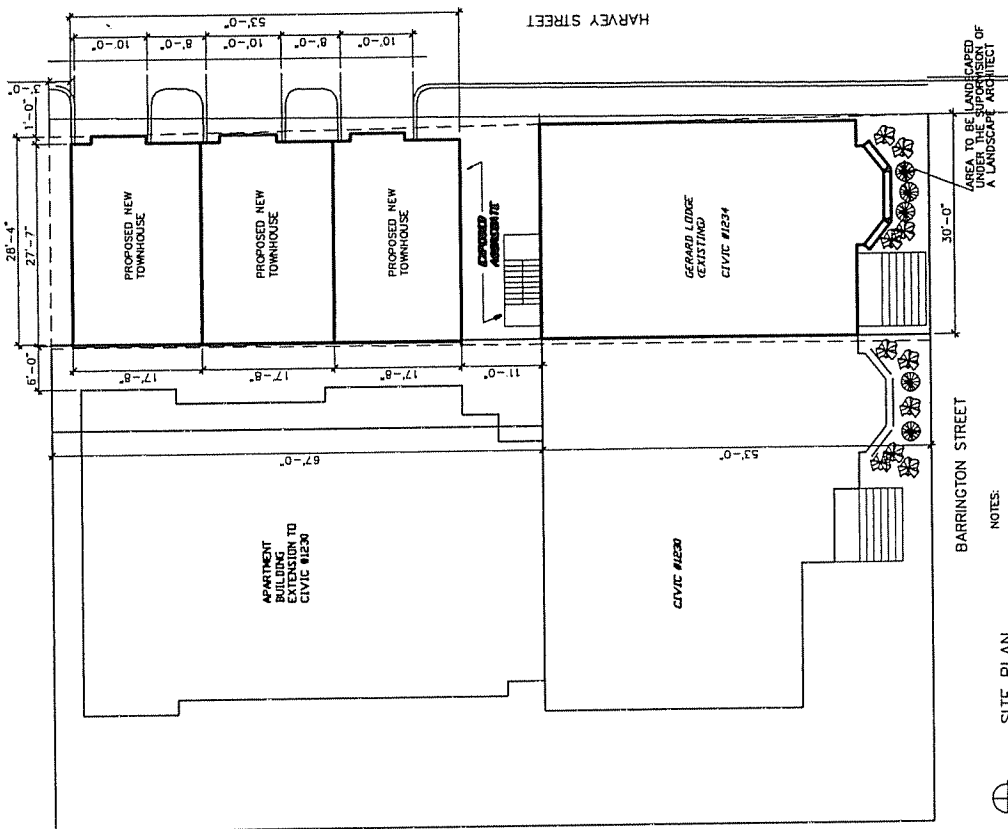 HARVEY STREET
53'-0"
10'-0"
8'-0"
10'-0"
8'-0"
10'-0"
3'-0"
1'-0"
28'-4"
27'-7"
6'-0"
PROPOSED NEW
TOWNHOUSE
PROPOSED NEW
TOWNHOUSE
PROPOSED NEW
TOWNHOUSE
17'-8"
17'-8"
17'-8"
11'-0"
EXPOSED
AGGREGATE
GERARD LODGE
(EXISTING)
CIVIC #1234
AREA TO BE LANDSCAPED
UNDER THE SUPORVISION OF
A LANDSCAPE ARCHITECT
30'-0"
67'-0"
53'-0"
APARTMENT
BUILDING
EXTENSION TO
CIVIC #1230
CIVIC #1230
BARRINGTON STREET
NOTES:
SITE PLAN